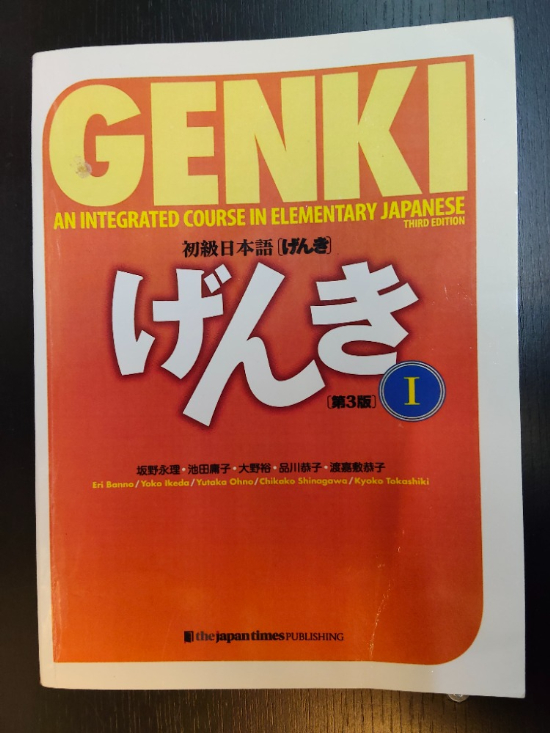 GENKI
AN INTEGRATED COURSE IN ELEMENTARY JAPANESE
THIRD EDITION
初級日本語[げんき]
げんき
[第3版]
I
坂野永理・池田庸子・大野裕・品川恭子・渡嘉敷恭子
Eri Banno/Yoko Ikeda/Yutaka Ohno/Chikako Shinagawa/Kyoko Tokashiki
the japan times PUBLISHING